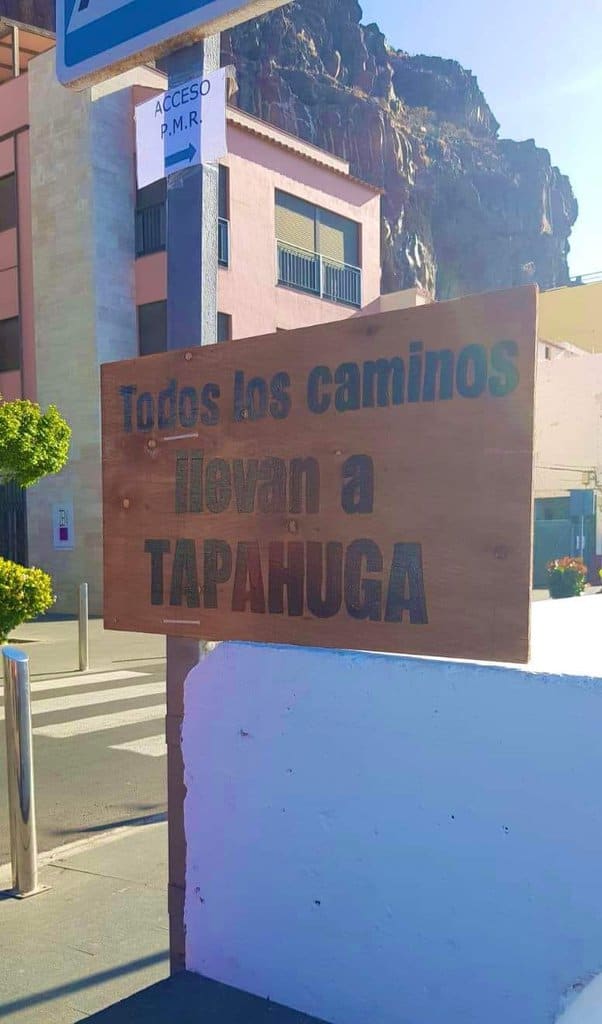 ACCESO
P.M.R.
Todos los caminos
llevan a
TAPAHUGA